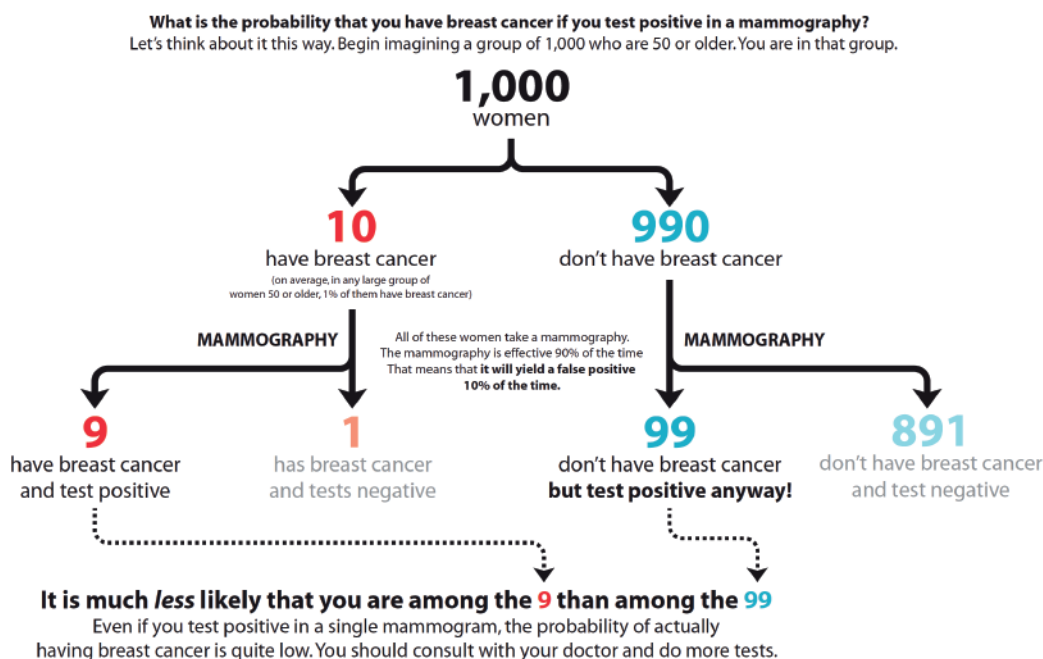 What is the probability that you have breast cancer if you test positive in a mammography?
Let's think about it this way. Begin imagining a group of 1,000 who are 50 or older. You are in that group.
1,000
women
10
have breast cancer
(on average, in any large group of
women 50 or older, 1% of them have breast cancer)
990
don't have breast cancer
MAMMOGRAPHY
All of these women take a mammography.
The mammography is effective 90% of the time
That means that it will yield a false positive
10% of the time.
MAMMOGRAPHY
9
have breast cancer
and test positive
1
has breast cancer
and tests negative
99
don't have breast cancer
but test positive anyway!
891
don't have breast cancer
and test negative
It is much less likely that you are among the 9 than among the 99
Even if you test positive in a single mammogram, the probability of actually
having breast cancer is quite low. You should consult with your doctor and do more tests.